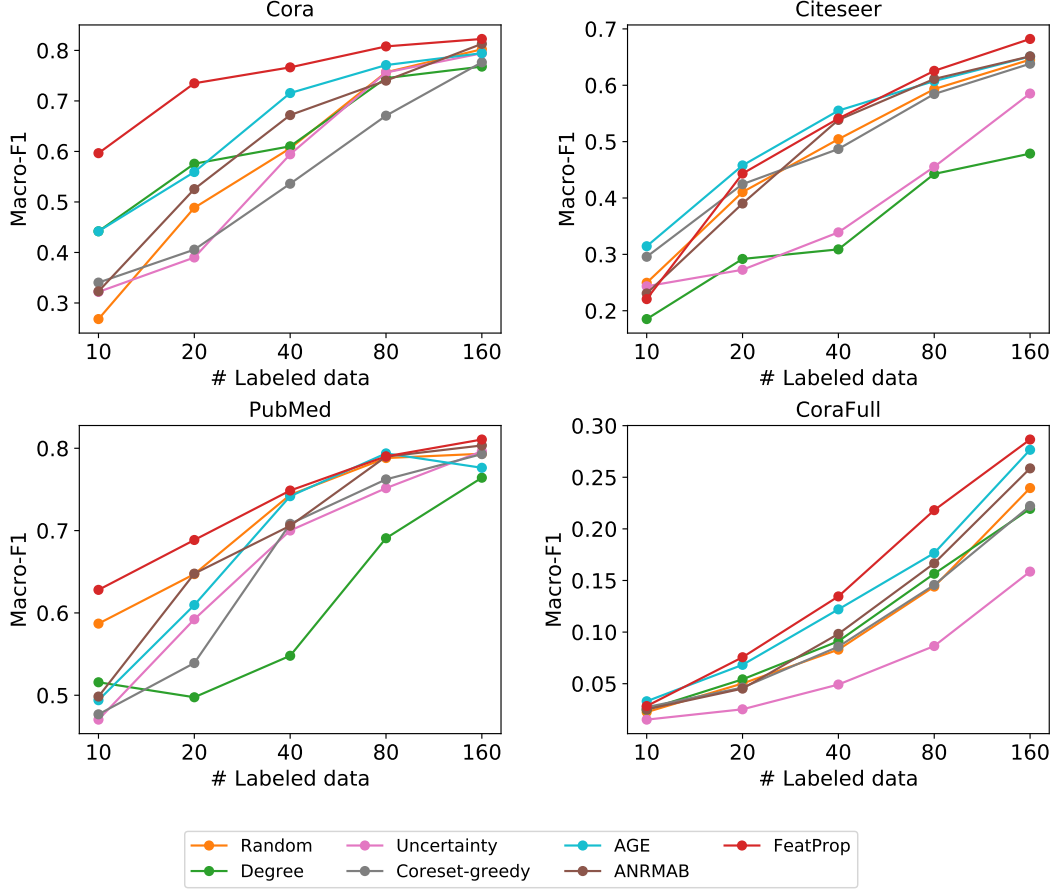 Cora
0.8
0.7
0.6
0.5
0.4
0.3
Macro-F1
10 20 40 80 160
# Labeled data
Citeseer
0.7
0.6
0.5
0.4
0.3
0.2
Macro-F1
10 20 40 80 160
# Labeled data
PubMed
0.8
0.7
0.6
0.5
Macro-F1
10 20 40 80 160
# Labeled data
CoraFull
0.30
0.25
0.20
0.15
0.10
0.05
Macro-F1
10 20 40 80 160
# Labeled data
Random Uncertainty AGE FeatProp
Degree Coreset-greedy ANRMAB